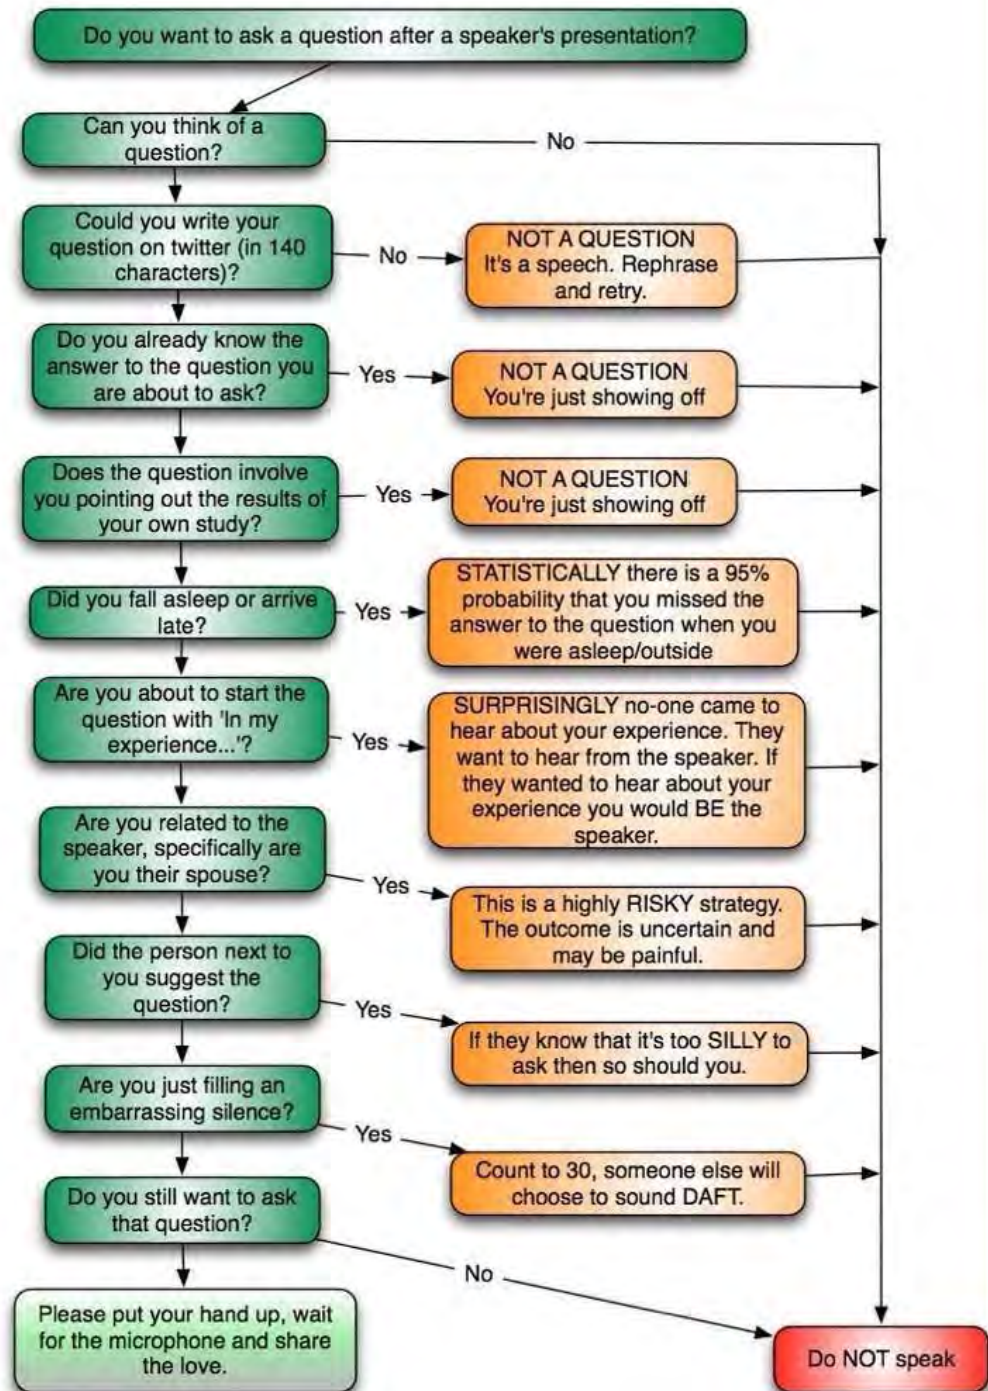 Do you want to ask a question after a speaker's presentation?
Can you think of a
question?
No
Could you write your
question on twitter (in 140
characters)?
No
NOT A QUESTION
It's a speech. Rephrase
and retry.
Do you already know the
answer to the question you
are about to ask?
Yes
NOT A QUESTION
You're just showing off
Does the question involve
you pointing out the results of
your own study?
Yes
NOT A QUESTION
You're just showing off
Did you fall asleep or arrive
late?
Yes
STATISTICALLY there is a 95%
probability that you missed the
answer to the question when you
were asleep/outside
Are you about to start the
question with 'In my
experience...'?
Yes
SURPRISINGLY no-one came to
hear about your experience. They
want to hear from the speaker. If
they wanted to hear about your
experience you would BE the
speaker.
Are you related to the
speaker, specifically are
you their spouse?
Yes
This is a highly RISKY strategy.
The outcome is uncertain and
may be painful.
Did the person next to
you suggest the
question?
Yes
If they know that it's too SILLY to
ask then so should you.
Are you just filling an
embarrassing silence?
Yes
Count to 30, someone else will
choose to sound DAFT.
Do you still want to ask
that question?
No
Please put your hand up, wait
for the microphone and share
the love.
Do NOT speak